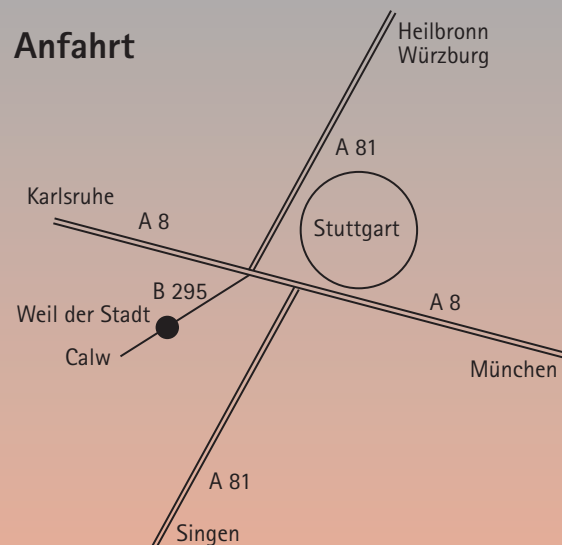 Anfahrt
Heilbronn
Würzburg
A 81
Karlsruhe
A 8
Stuttgart
B 295
A 8
Weil der Stadt
Calw
München
A 81
Singen